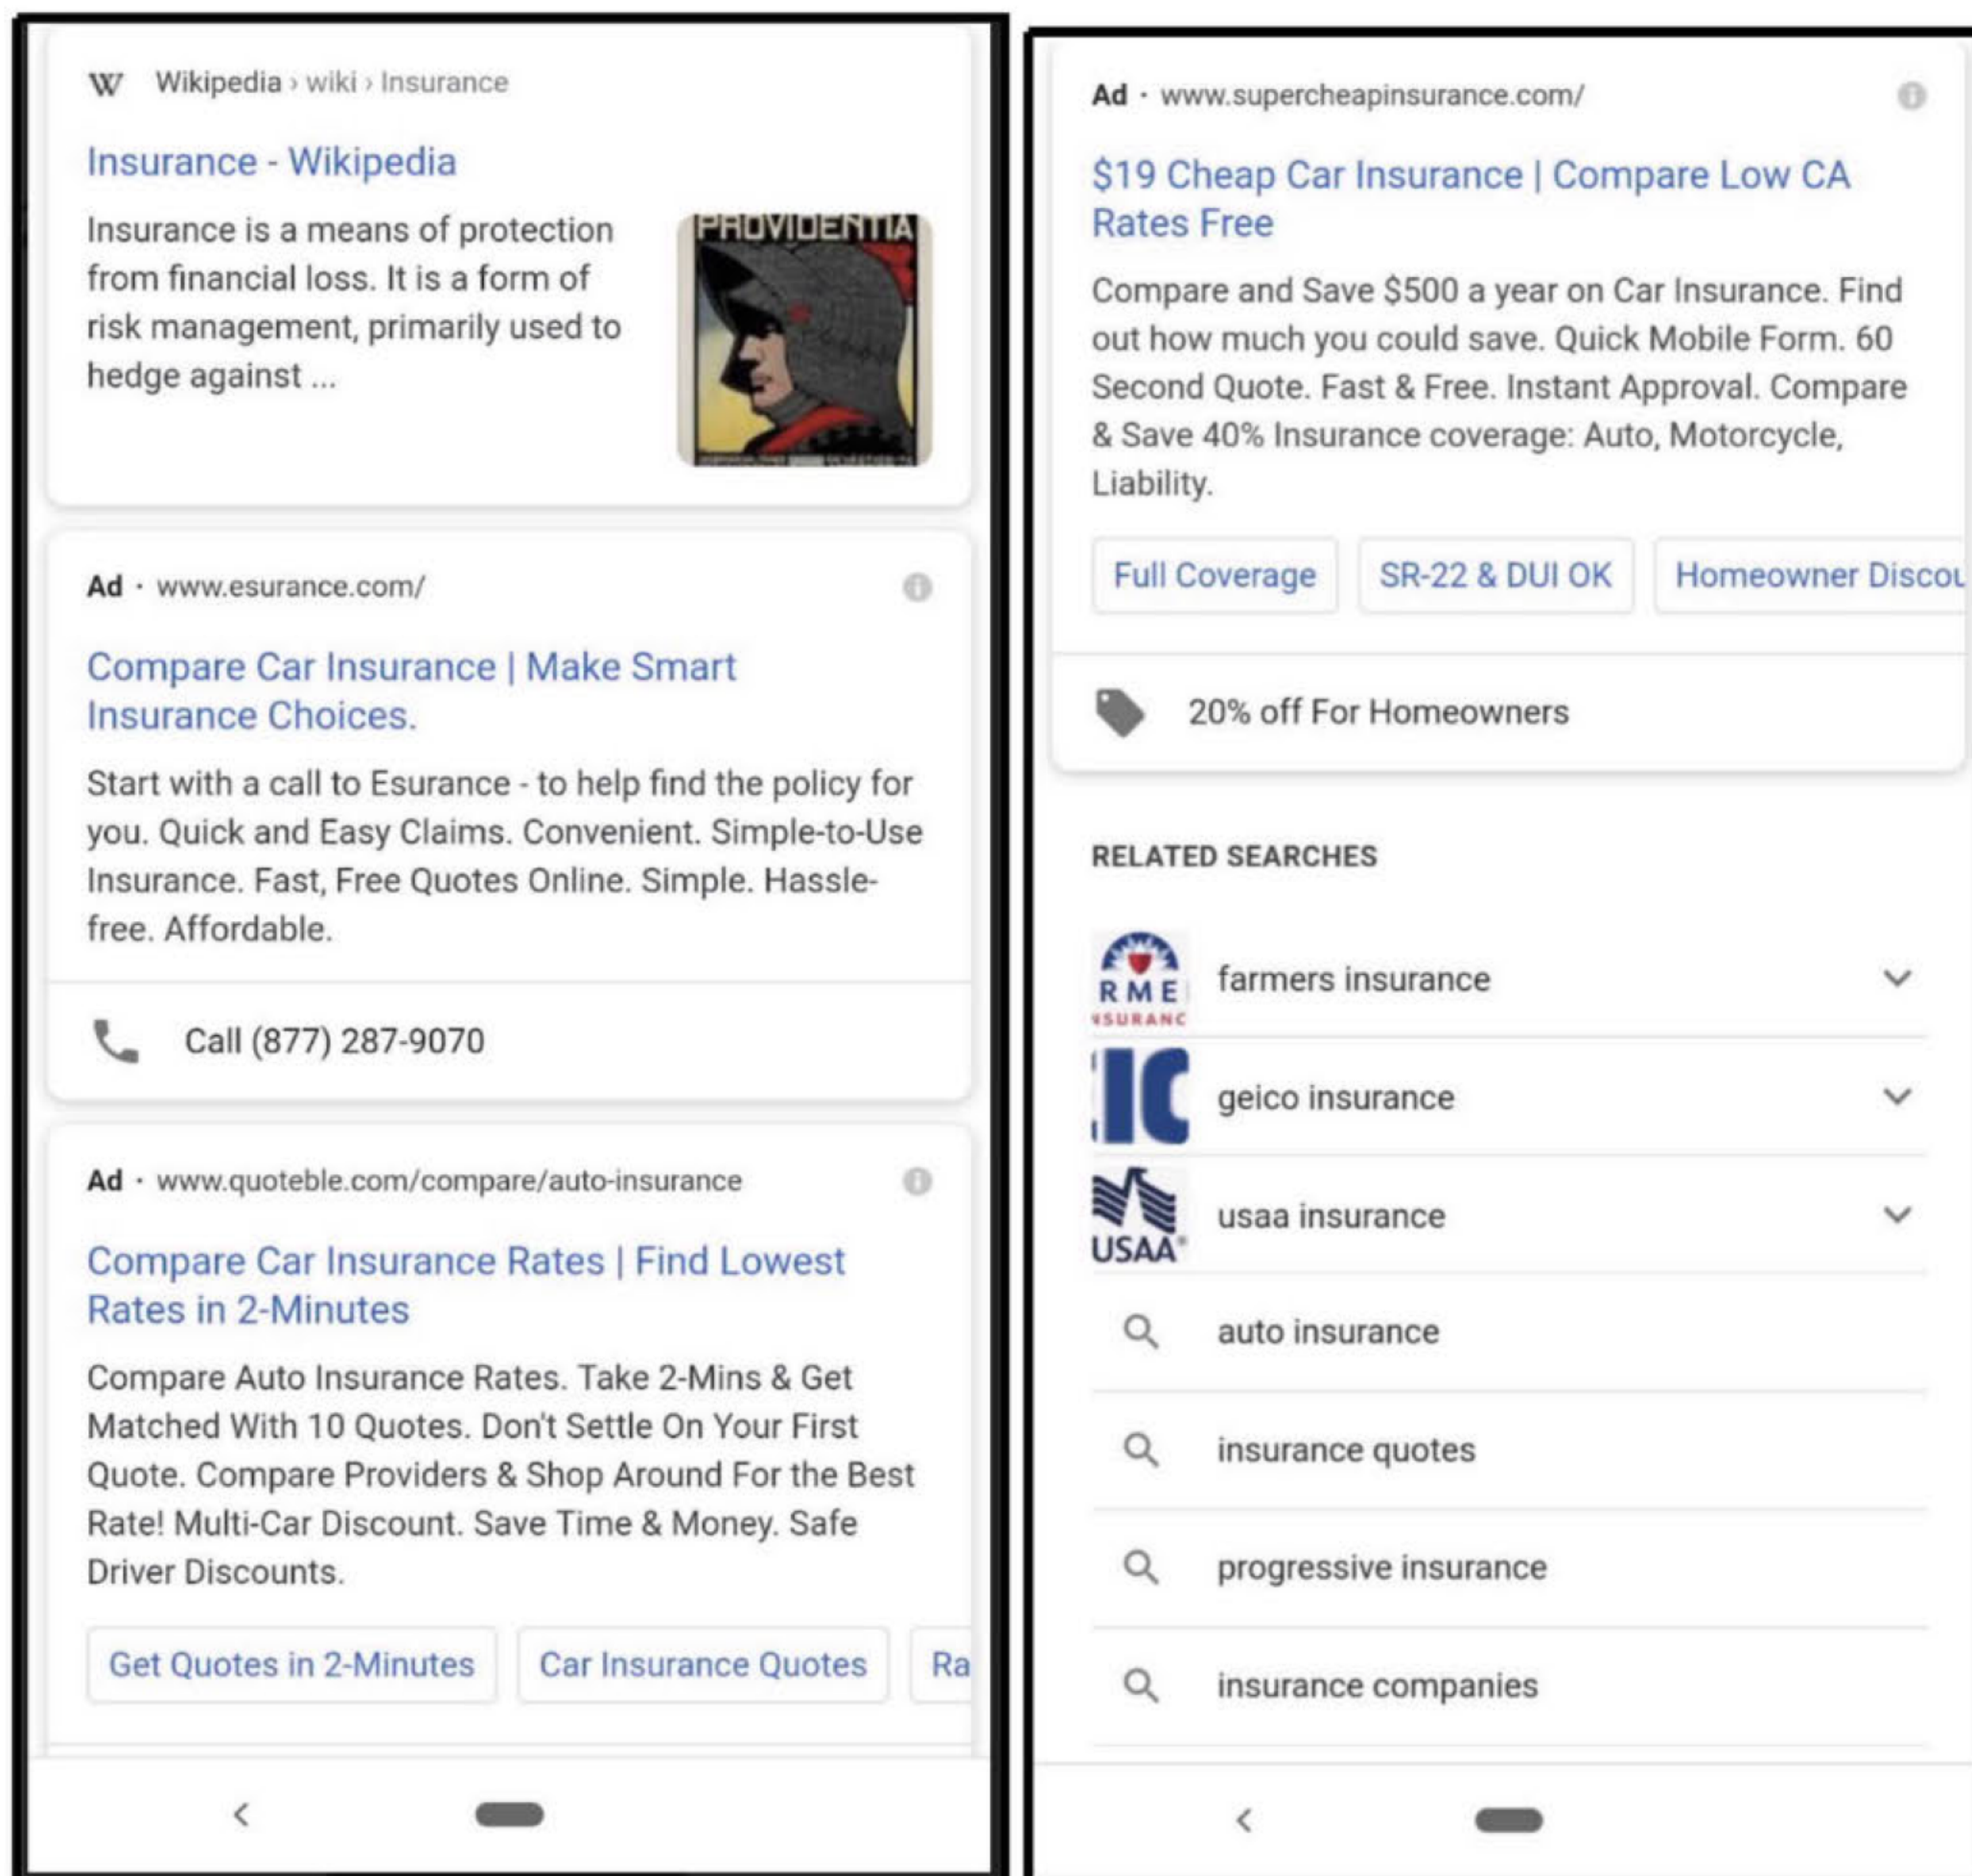 Wikipedia › wiki › Insurance
Insurance - Wikipedia
Insurance is a means of protection
from financial loss. It is a form of
risk management, primarily used to
hedge against ...
PROVIDENTIA
Ad · www.esurance.com/
Compare Car Insurance | Make Smart
Insurance Choices.
Start with a call to Esurance - to help find the policy for
you. Quick and Easy Claims. Convenient. Simple-to-Use
Insurance. Fast, Free Quotes Online. Simple. Hassle-
free. Affordable.
Call (877) 287-9070
Ad · www.quoteble.com/compare/auto-insurance
Compare Car Insurance Rates | Find Lowest
Rates in 2-Minutes
Compare Auto Insurance Rates. Take 2-Mins & Get
Matched With 10 Quotes. Don't Settle On Your First
Quote. Compare Providers & Shop Around For the Best
Rate! Multi-Car Discount. Save Time & Money. Safe
Driver Discounts.
Get Quotes in 2-Minutes Car Insurance Quotes Ra
Ad · www.supercheapinsurance.com/
$19 Cheap Car Insurance | Compare Low CA
Rates Free
Compare and Save $500 a year on Car Insurance. Find
out how much you could save. Quick Mobile Form. 60
Second Quote. Fast & Free. Instant Approval. Compare
& Save 40% Insurance coverage: Auto, Motorcycle,
Liability.
Full Coverage SR-22 & DUI OK Homeowner Discou
20% off For Homeowners
RELATED SEARCHES
RME
NSURANC
farmers insurance
IC
geico insurance
USAA®
usaa insurance
auto insurance
insurance quotes
progressive insurance
insurance companies